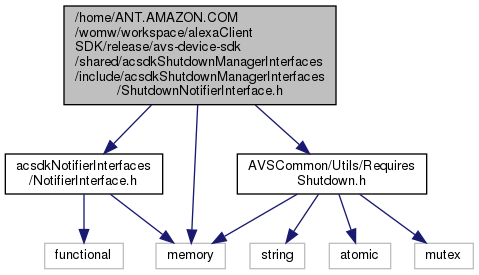 /home/ANT.AMAZON.COM
/womw/workspace/alexaClient
SDK/release/avs-device-sdk
/shared/acsdkShutdownManagerInterfaces
/include/acsdkShutdownManagerInterfaces
/ShutdownNotifierInterface.h
acsdkNotifierInterfaces
/NotifierInterface.h
AVSCommon/Utils/Requires
Shutdown.h
functional
memory
string
atomic
mutex